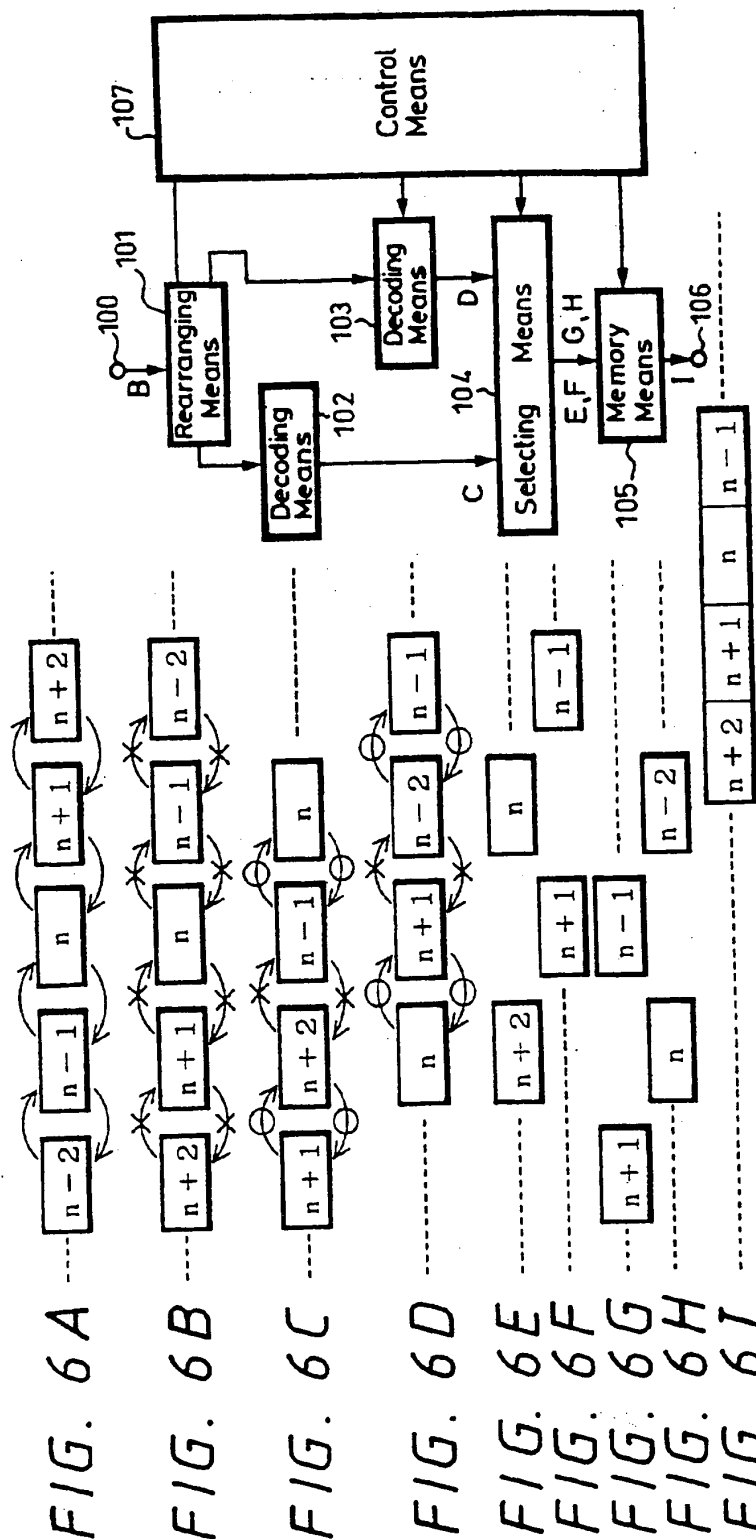 FIG. 6A
n − 2
n − 1
n
n + 1
n + 2
FIG. 6B
n + 2
n + 1
n
n − 1
n − 2
FIG. 6C
n + 1
n + 2
n − 1
n
FIG. 6D
n
n + 1
n − 2
n − 1
FIG. 6E
n + 2
n
FIG. 6F
n + 1
n − 1
FIG. 6G
n + 1
n − 1
FIG. 6H
n
n − 2
FIG. 6I
n + 2
n + 1
n
n − 1
100
B
101
Rearranging
Means
107
Control
Means
Decoding
Means
102
103
Decoding
Means
C
D
104
Selecting Means
E,F
G,H
105
Memory
Means
I
106